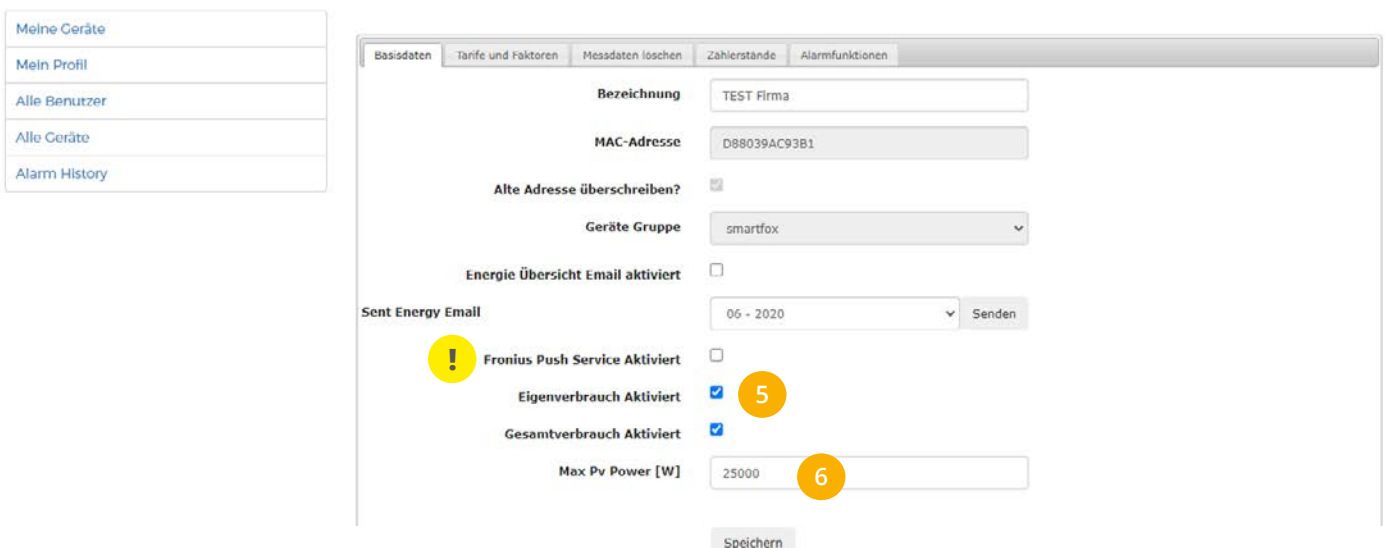 Meine Geräte
Mein Profil
Alle Benutzer
Alle Geräte
Alarm History
Basisdaten Tarife und Faktoren Messdaten löschen Zählerstände Alarmfunktionen
Bezeichnung TEST Firma
MAC-Adresse D88039AC93B1
Alte Adresse überschreiben?
Geräte Gruppe smartfox
Energie Übersicht Email aktiviert
Sent Energy Email 06 - 2020 Senden
! Fronius Push Service Aktiviert
Eigenverbrauch Aktiviert 5
Gesamtverbrauch Aktiviert
Max Pv Power [W] 25000 6
Speichern